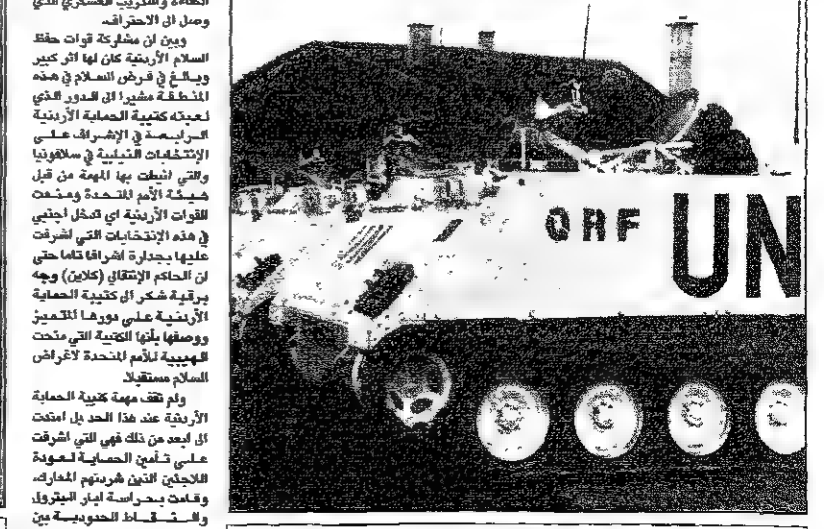 وصل الى الاحتراف.
وبين ان مشاركة قوات حفظ
السلام الأردنية كان لها اثر كبير
وبالغ في فرض السلام في هذه
المنطقة مشيرا الى الدور الذي
لعبته كتيبة الحماية الأردنية
الرابعة في الإشراف على
الإنتخابات النيابية في سلافونيا
والتي انيطت بها المهمة من قبل
هيئة الأمم المتحدة ومنعت
القوات الأردنية اي تدخل اجنبي
في هذه الإنتخابات التي اشرفت
عليها بجدارة اشرافا تاما حتى
ان الحاكم الإنتقالي (كلاين) وجه
برقية شكر الى كتيبة الحماية
الأردنية على دورها المتميز
ووصفها بأنها الكتيبة التي منحت
الهيبة للأمم المتحدة لاغراض
السلام مستقبلا.
ولم تقف مهمة كتيبة الحماية
الأردنية عند هذا الحد بل امتدت
الى ابعد من ذلك فهي التي اشرفت
على تأمين الحماية لعودة
اللاجئين الذين شردتهم المعارك،
وقامت بحراسة ابار البترول
والنقاط الحدودية بين
QRF UN